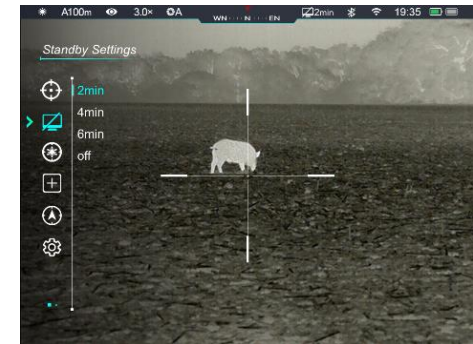 A100m 3.0× A WN N EN 2min 19:35
Standby Settings
2min
4min
6min
off